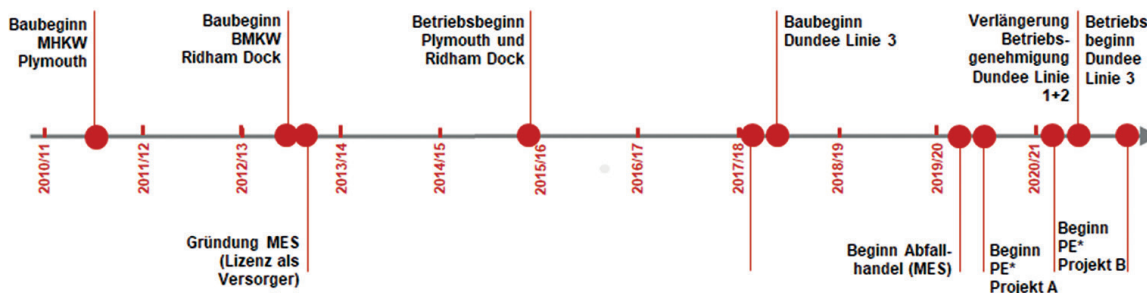 Baubeginn
MHKW
Plymouth
Baubeginn
BMKW
Ridham Dock
Betriebsbeginn
Plymouth und
Ridham Dock
Baubeginn
Dundee Linie 3
Verlängerung
Betriebs-
genehmigung
Dundee Linie
1+2
Betriebs
beginn
Dundee
Linie 3
2010/11
2011/12
2012/13
2013/14
2014/15
2015/16
2016/17
2017/18
2018/19
2019/20
2020/21
Gründung MES
(Lizenz als
Versorger)
Beginn Abfall-
handel (MES)
Beginn
PE*
Projekt A
Beginn
PE*
Projekt B